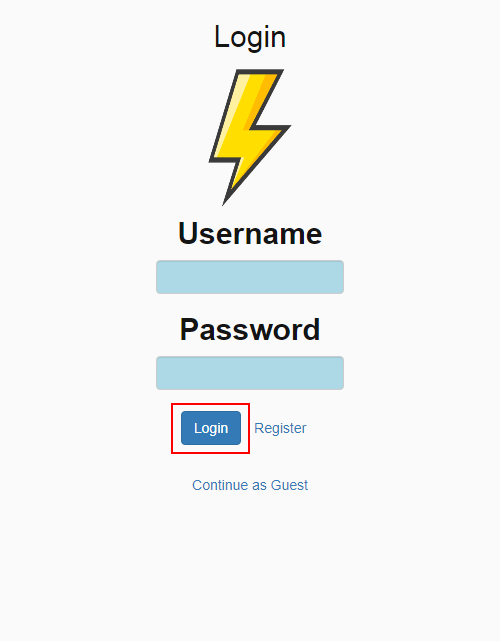 Login
Username
Password
Login Register
Continue as Guest